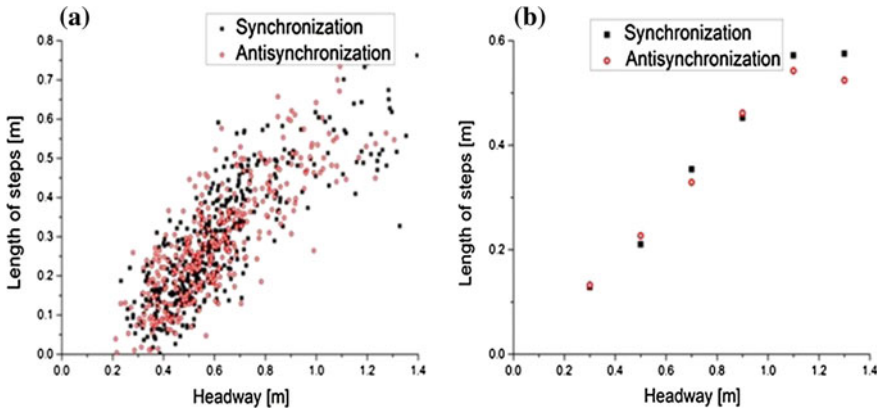 (a)
Synchronization
Antisynchronization
0.8
0.7
0.6
0.5
0.4
0.3
0.2
0.1
0.0
Length of steps [m]
0.0 0.2 0.4 0.6 0.8 1.0 1.2 1.4
Headway [m]
(b)
Synchronization
Antisynchronization
0.6
0.4
0.2
0.0
Length of steps [m]
0.0 0.2 0.4 0.6 0.8 1.0 1.2 1.4
Headway [m]